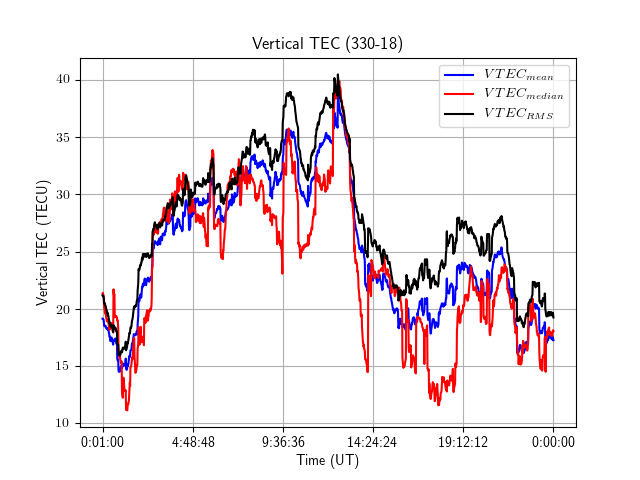 Vertical TEC (330-18)
VTEC_mean
VTEC_median
VTEC_RMS
Vertical TEC (TECU)
40
35
30
25
20
15
10
0:01:00 4:48:48 9:36:36 14:24:24 19:12:12 0:00:00
Time (UT)